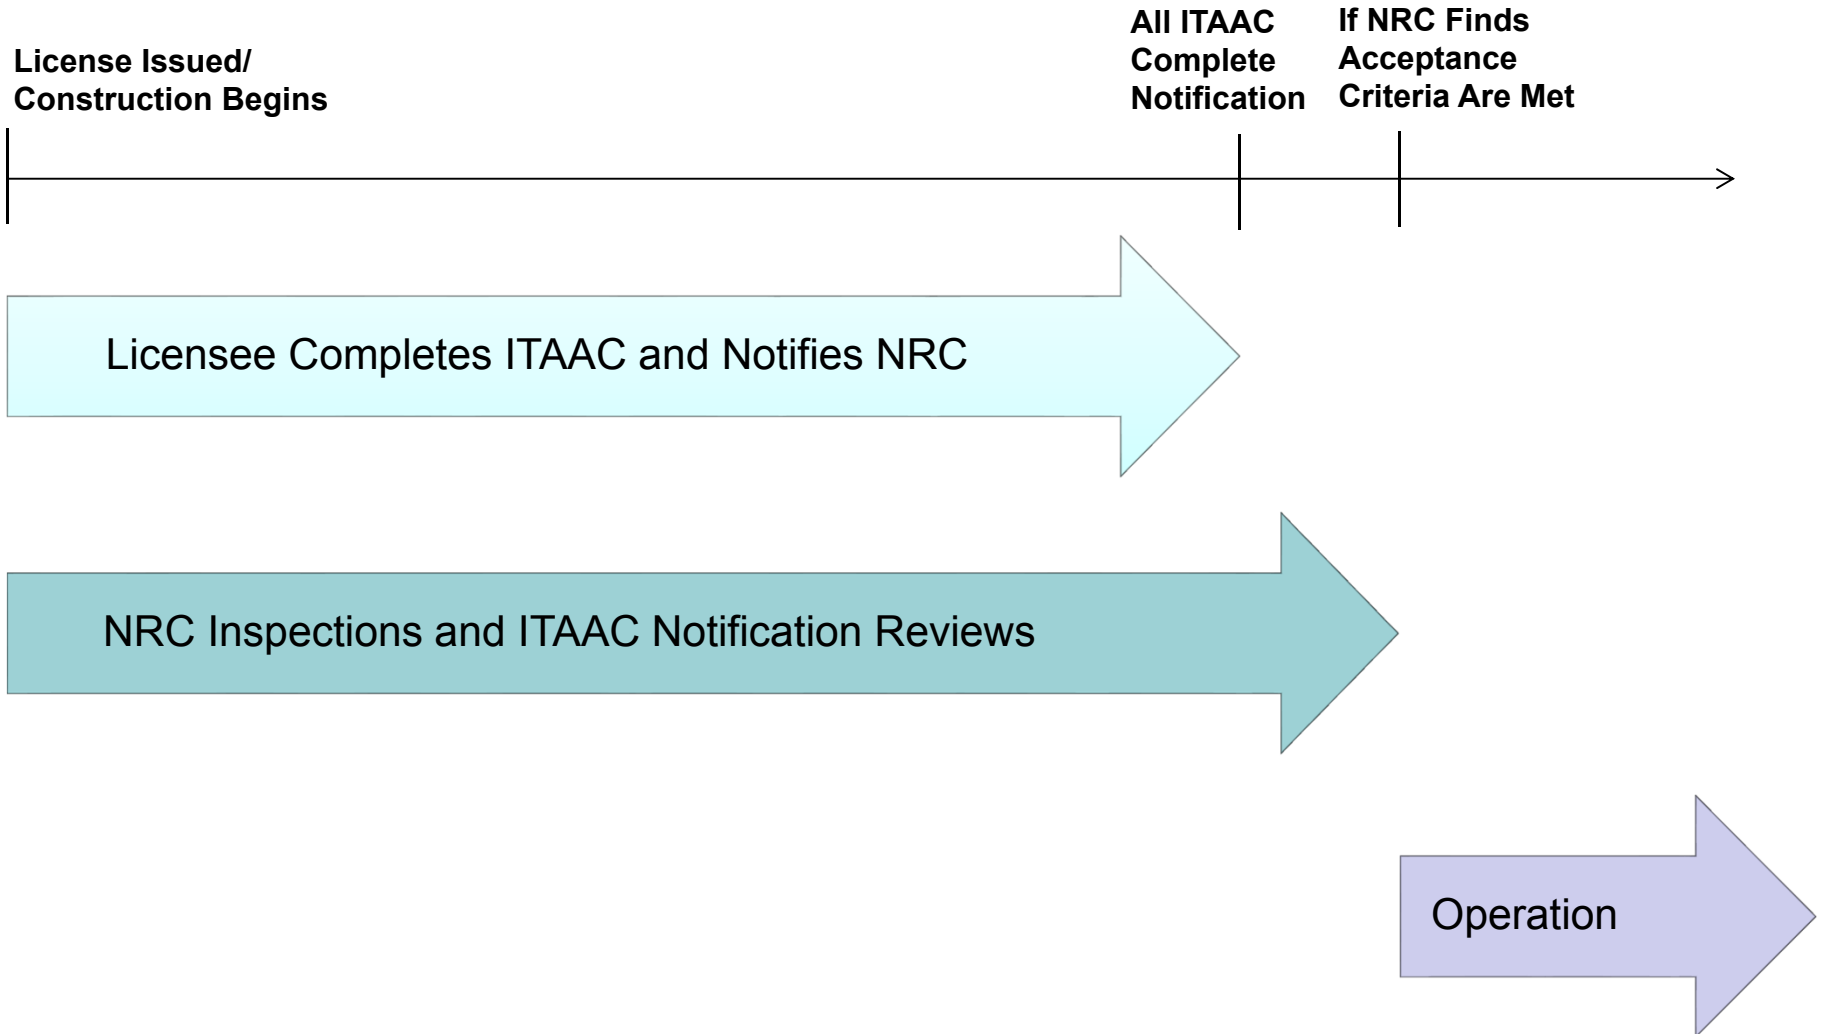 License Issued/
Construction Begins
All ITAAC
Complete
Notification
If NRC Finds
Acceptance
Criteria Are Met
Licensee Completes ITAAC and Notifies NRC
NRC Inspections and ITAAC Notification Reviews
Operation